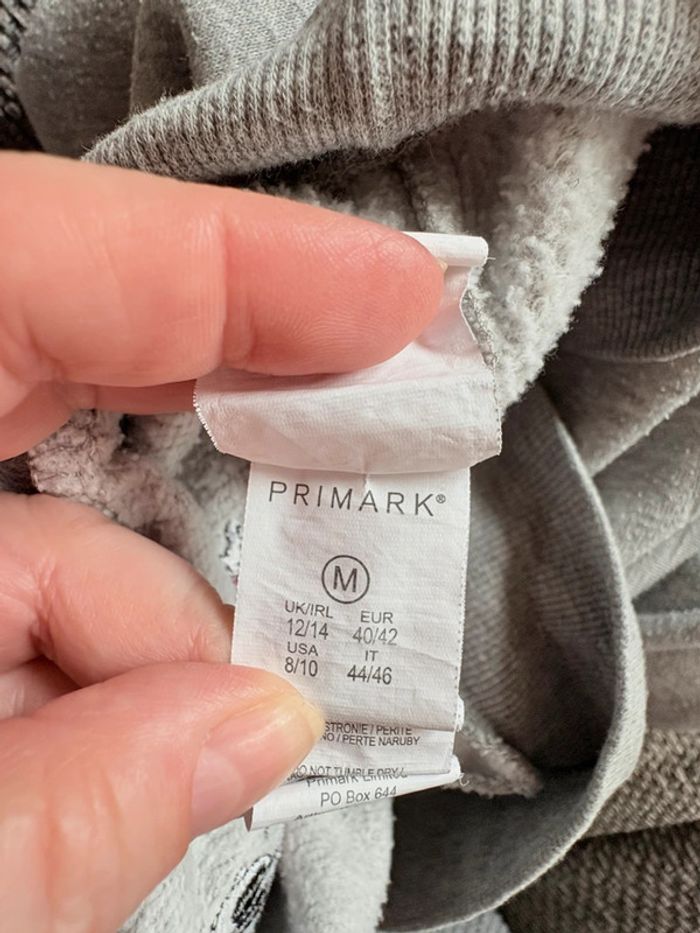 PRIMARK®
M
UK/IRL EUR
12/14 40/42
USA IT
8/10 44/46
STRONIE / PERITE
NO / PERTE NARUBY
DO NOT TUMBLE DRY /
Primark Limited
PO Box 644